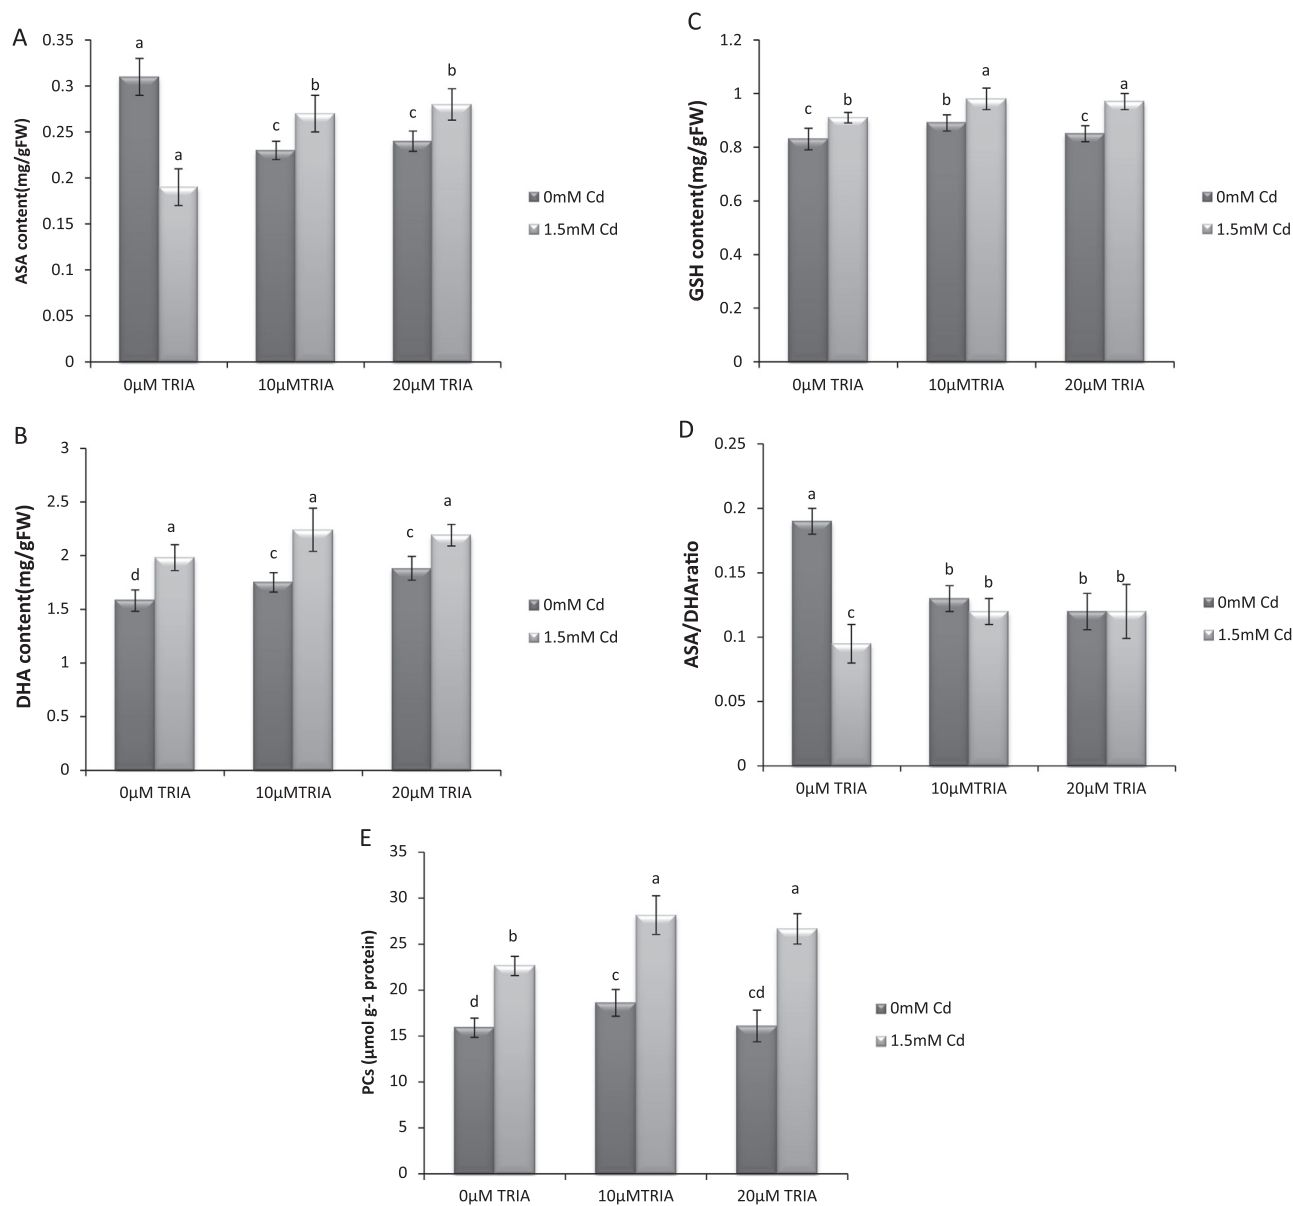 A
ASA content(mg/gFW)
0.35
0.3
0.25
0.2
0.15
0.1
0.05
0
a
a
c
b
c
b
0µM TRIA
10µMTRIA
20µM TRIA
0mM Cd
1.5mM Cd
C
GSH content(mg/gFW)
1.2
1
0.8
0.6
0.4
0.2
0
c
b
b
a
c
a
0µM TRIA
10µMTRIA
20µM TRIA
0mM Cd
1.5mM Cd
B
DHA content(mg/gFW)
3
2.5
2
1.5
1
0.5
0
d
a
c
a
c
a
0µM TRIA
10µMTRIA
20µM TRIA
0mM Cd
1.5mM Cd
D
ASA/DHAratio
0.25
0.2
0.15
0.1
0.05
0
a
c
b
b
b
b
0µM TRIA
10µMTRIA
20µM TRIA
0mM Cd
1.5mM Cd
E
PCs (µmol g-1 protein)
35
30
25
20
15
10
5
0
d
b
c
a
cd
a
0µM TRIA
10µMTRIA
20µM TRIA
0mM Cd
1.5mM Cd